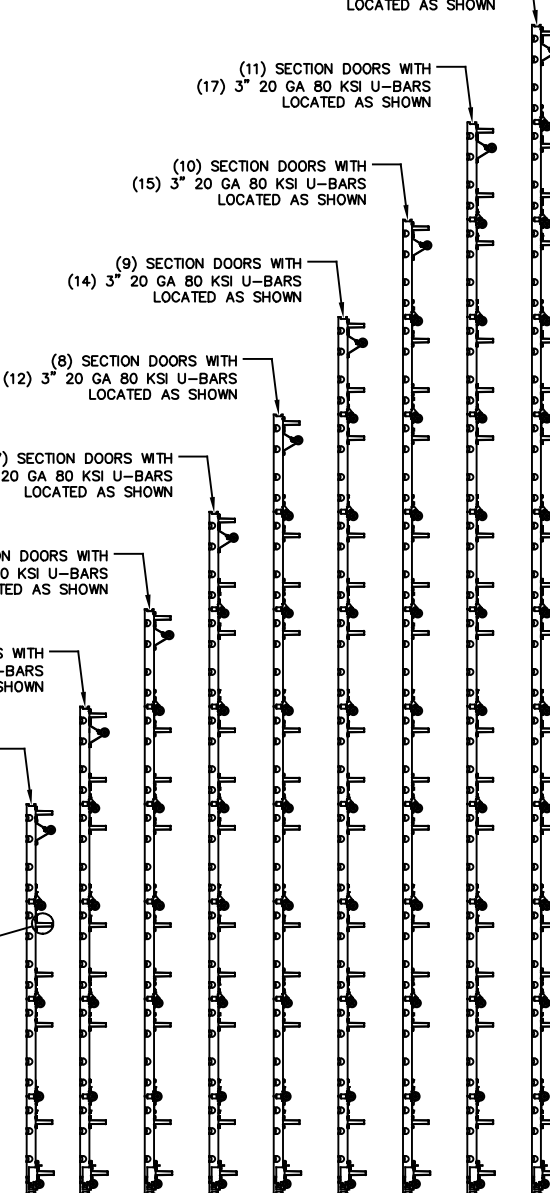 LOCATED AS SHOWN
(11) SECTION DOORS WITH
(17) 3" 20 GA 80 KSI U-BARS
LOCATED AS SHOWN
(10) SECTION DOORS WITH
(15) 3" 20 GA 80 KSI U-BARS
LOCATED AS SHOWN
(9) SECTION DOORS WITH
(14) 3" 20 GA 80 KSI U-BARS
LOCATED AS SHOWN
(8) SECTION DOORS WITH
(12) 3" 20 GA 80 KSI U-BARS
LOCATED AS SHOWN
) SECTION DOORS WITH
20 GA 80 KSI U-BARS
LOCATED AS SHOWN
ON DOORS WITH
0 KSI U-BARS
TED AS SHOWN
S WITH
-BARS
SHOWN